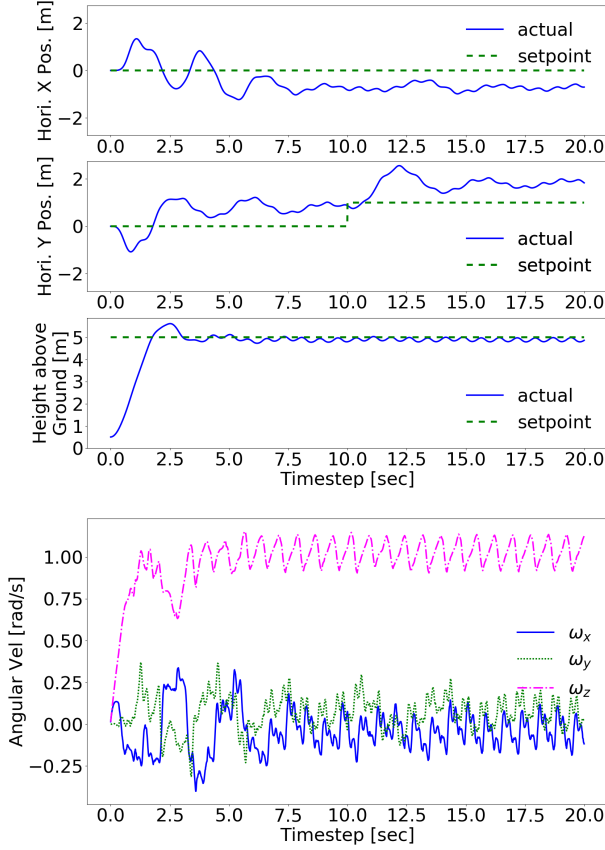 Hori. X Pos. [m]
2
0
−2
actual
setpoint
0.0 2.5 5.0 7.5 10.0 12.5 15.0 17.5 20.0
Hori. Y Pos. [m]
2
0
−2
actual
setpoint
0.0 2.5 5.0 7.5 10.0 12.5 15.0 17.5 20.0
Height above
Ground [m]
5
4
3
2
1
0
actual
setpoint
0.0 2.5 5.0 7.5 10.0 12.5 15.0 17.5 20.0
Timestep [sec]
Angular Vel [rad/s]
1.00
0.75
0.50
0.25
0.00
−0.25
ωx
ωy
ωz
0.0 2.5 5.0 7.5 10.0 12.5 15.0 17.5 20.0
Timestep [sec]